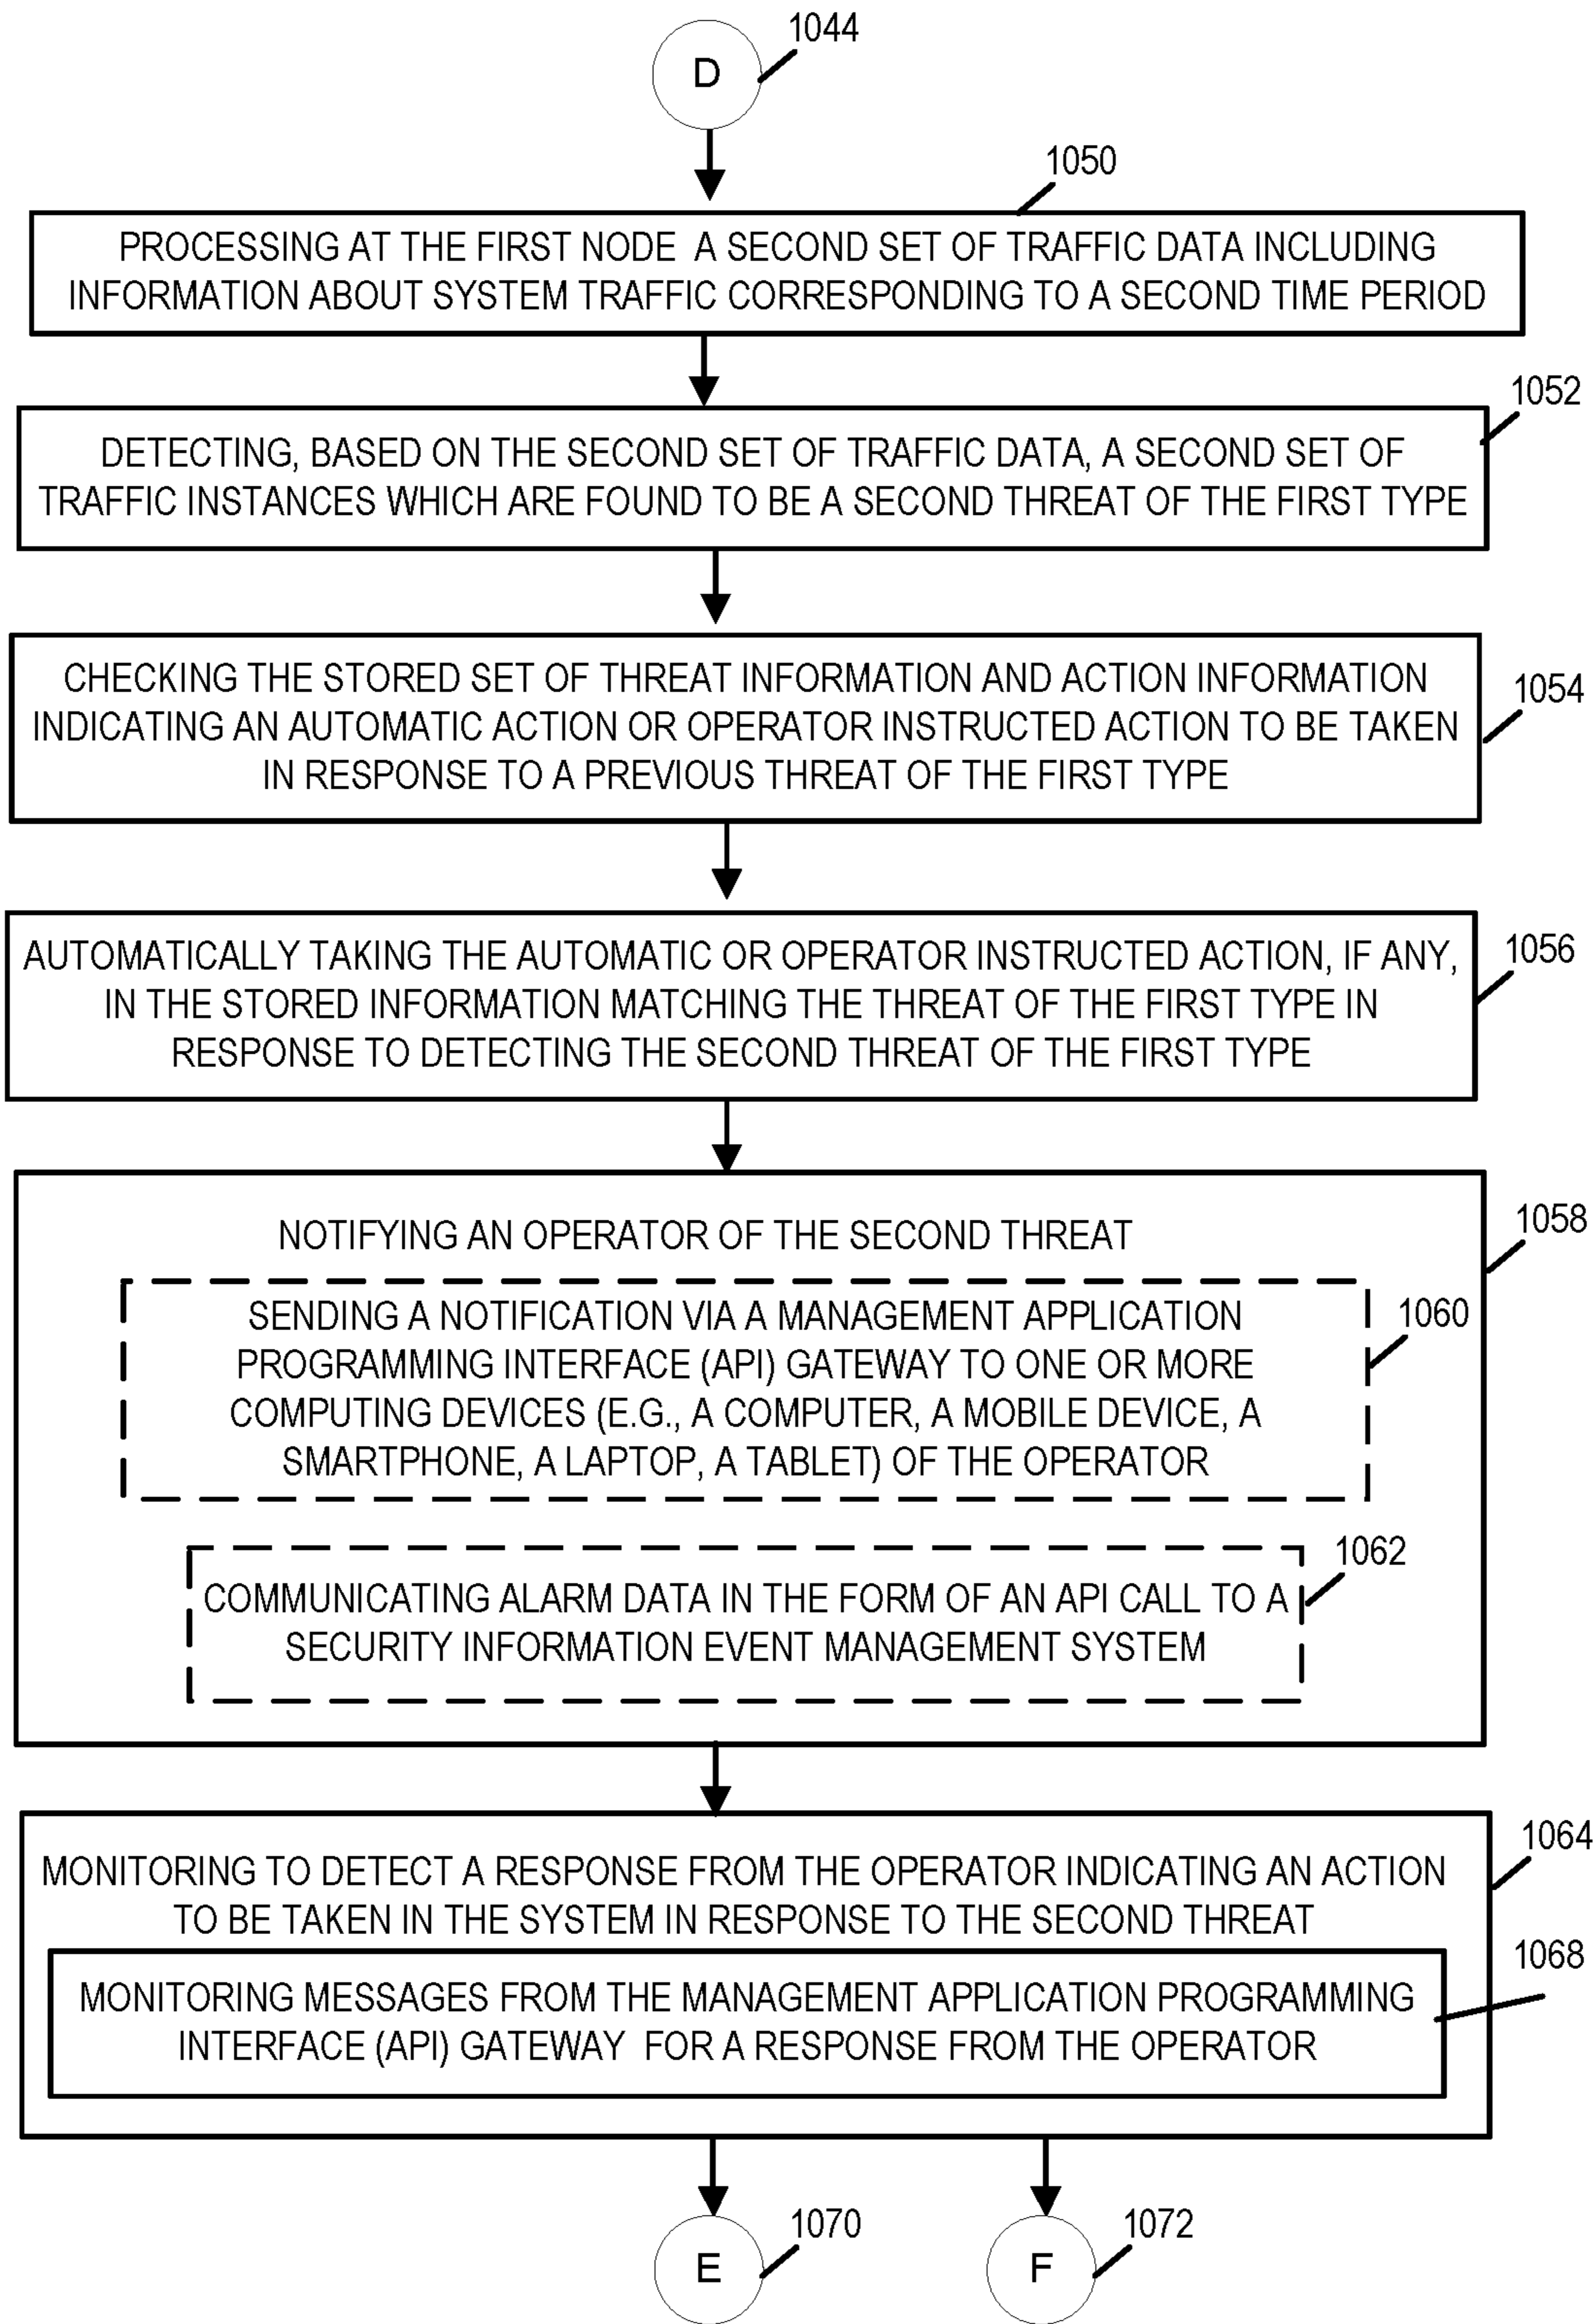 1044
D
1050
PROCESSING AT THE FIRST NODE A SECOND SET OF TRAFFIC DATA INCLUDING
INFORMATION ABOUT SYSTEM TRAFFIC CORRESPONDING TO A SECOND TIME PERIOD
1052
DETECTING, BASED ON THE SECOND SET OF TRAFFIC DATA, A SECOND SET OF
TRAFFIC INSTANCES WHICH ARE FOUND TO BE A SECOND THREAT OF THE FIRST TYPE
CHECKING THE STORED SET OF THREAT INFORMATION AND ACTION INFORMATION
1054
INDICATING AN AUTOMATIC ACTION OR OPERATOR INSTRUCTED ACTION TO BE TAKEN
IN RESPONSE TO A PREVIOUS THREAT OF THE FIRST TYPE
1056
AUTOMATICALLY TAKING THE AUTOMATIC OR OPERATOR INSTRUCTED ACTION, IF ANY,
IN THE STORED INFORMATION MATCHING THE THREAT OF THE FIRST TYPE IN
RESPONSE TO DETECTING THE SECOND THREAT OF THE FIRST TYPE
1058
NOTIFYING AN OPERATOR OF THE SECOND THREAT
1060
SENDING A NOTIFICATION VIA A MANAGEMENT APPLICATION
PROGRAMMING INTERFACE (API) GATEWAY TO ONE OR MORE
COMPUTING DEVICES (E.G., A COMPUTER, A MOBILE DEVICE, A
SMARTPHONE, A LAPTOP, A TABLET) OF THE OPERATOR
1062
COMMUNICATING ALARM DATA IN THE FORM OF AN API CALL TO A
SECURITY INFORMATION EVENT MANAGEMENT SYSTEM
1064
MONITORING TO DETECT A RESPONSE FROM THE OPERATOR INDICATING AN ACTION
TO BE TAKEN IN THE SYSTEM IN RESPONSE TO THE SECOND THREAT
1068
MONITORING MESSAGES FROM THE MANAGEMENT APPLICATION PROGRAMMING
INTERFACE (API) GATEWAY FOR A RESPONSE FROM THE OPERATOR
1070
E
1072
F